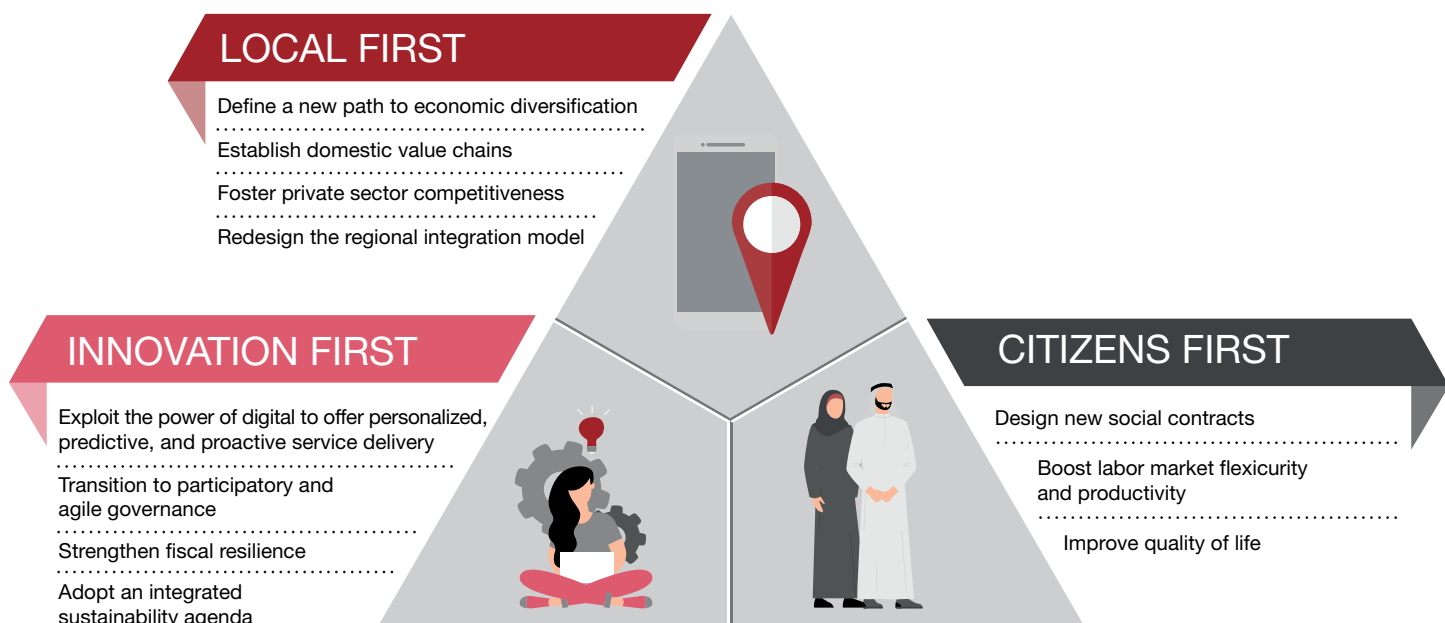 LOCAL FIRST
Define a new path to economic diversification
Establish domestic value chains
Foster private sector competitiveness
Redesign the regional integration model
INNOVATION FIRST
Exploit the power of digital to offer personalized,
predictive, and proactive service delivery
Transition to participatory and
agile governance
Strengthen fiscal resilience
Adopt an integrated
sustainability agenda
CITIZENS FIRST
Design new social contracts
Boost labor market flexicurity
and productivity
Improve quality of life